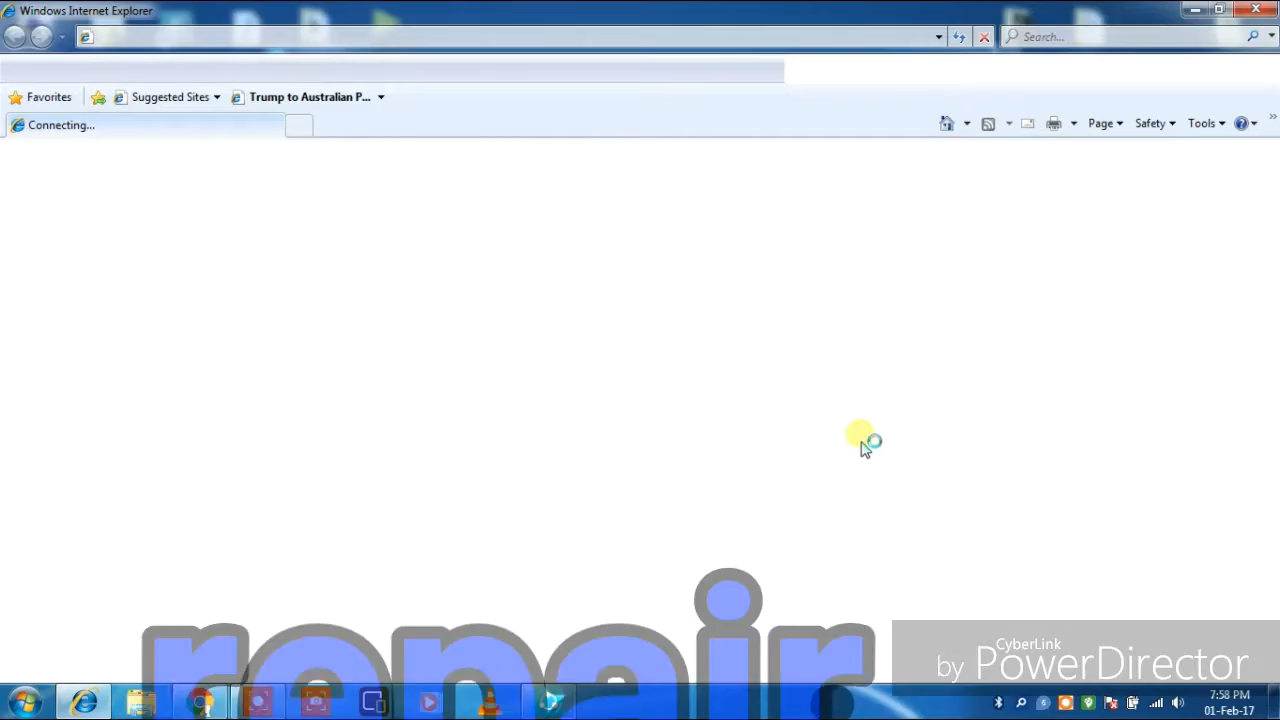 Windows Internet Explorer
Search...
Favorites
Suggested Sites
Trump to Australian P...
Connecting...
Page
Safety
Tools
repair
CyberLink
by PowerDirector
7:58 PM
01-Feb-17